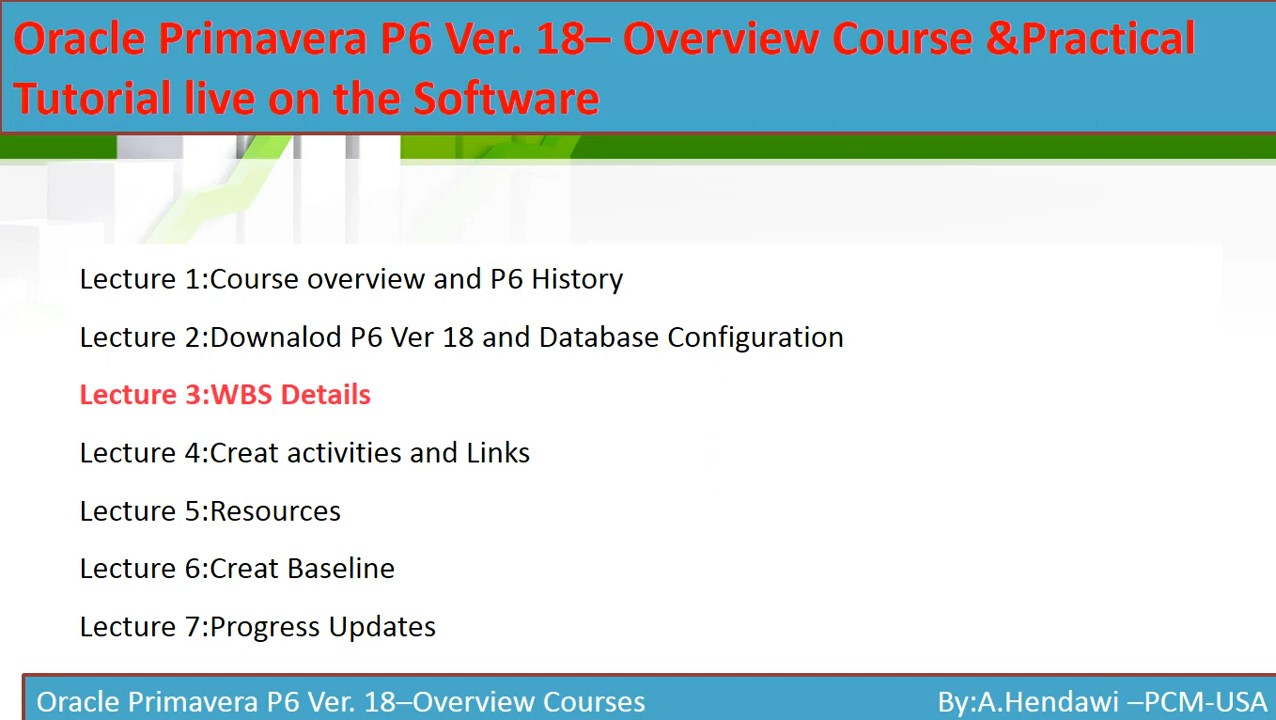 Oracle Primavera P6 Ver. 18– Overview Course &Practical
Tutorial live on the Software
Lecture 1:Course overview and P6 History
Lecture 2:Downalod P6 Ver 18 and Database Configuration
Lecture 3:WBS Details
Lecture 4:Creat activities and Links
Lecture 5:Resources
Lecture 6:Creat Baseline
Lecture 7:Progress Updates
Oracle Primavera P6 Ver. 18–Overview Courses By:A.Hendawi –PCM-USA